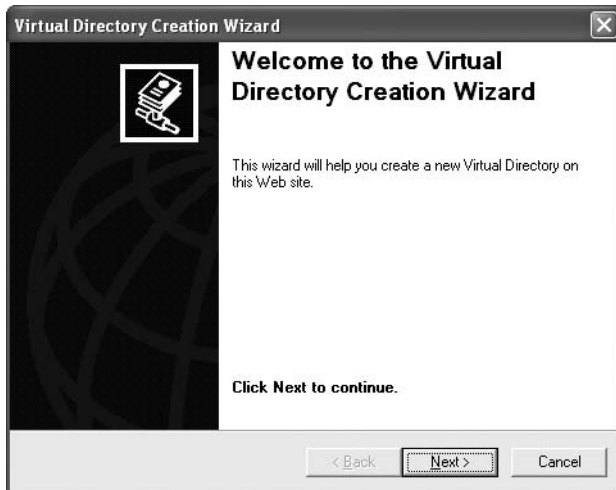 Virtual Directory Creation Wizard
Welcome to the Virtual
Directory Creation Wizard
This wizard will help you create a new Virtual Directory on
this Web site.
Click Next to continue.
< Back
Next >
Cancel